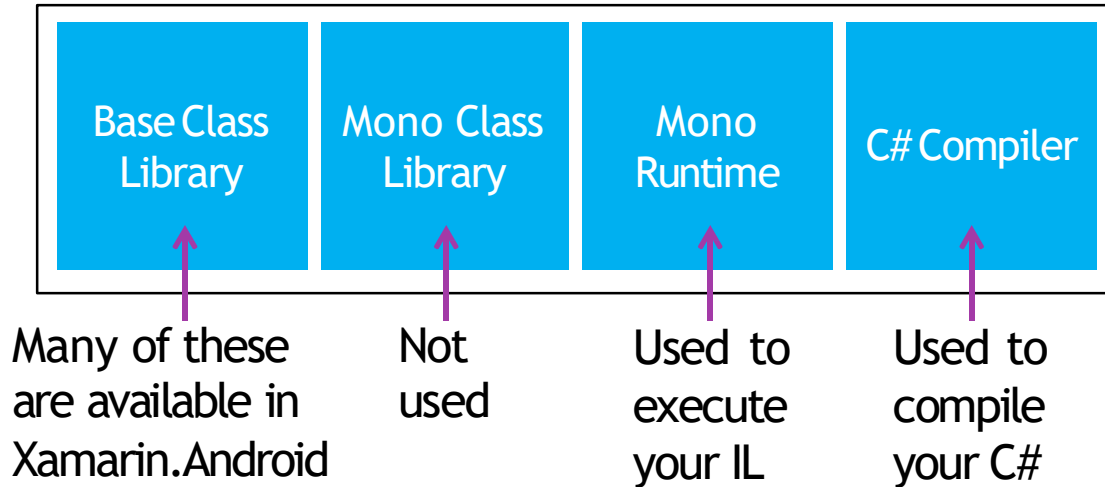 Base Class
Library
Mono Class
Library
Mono
Runtime
C# Compiler
Many of these
are available in
Xamarin.Android
Not
used
Used to
execute
your IL
Used to
compile
your C#